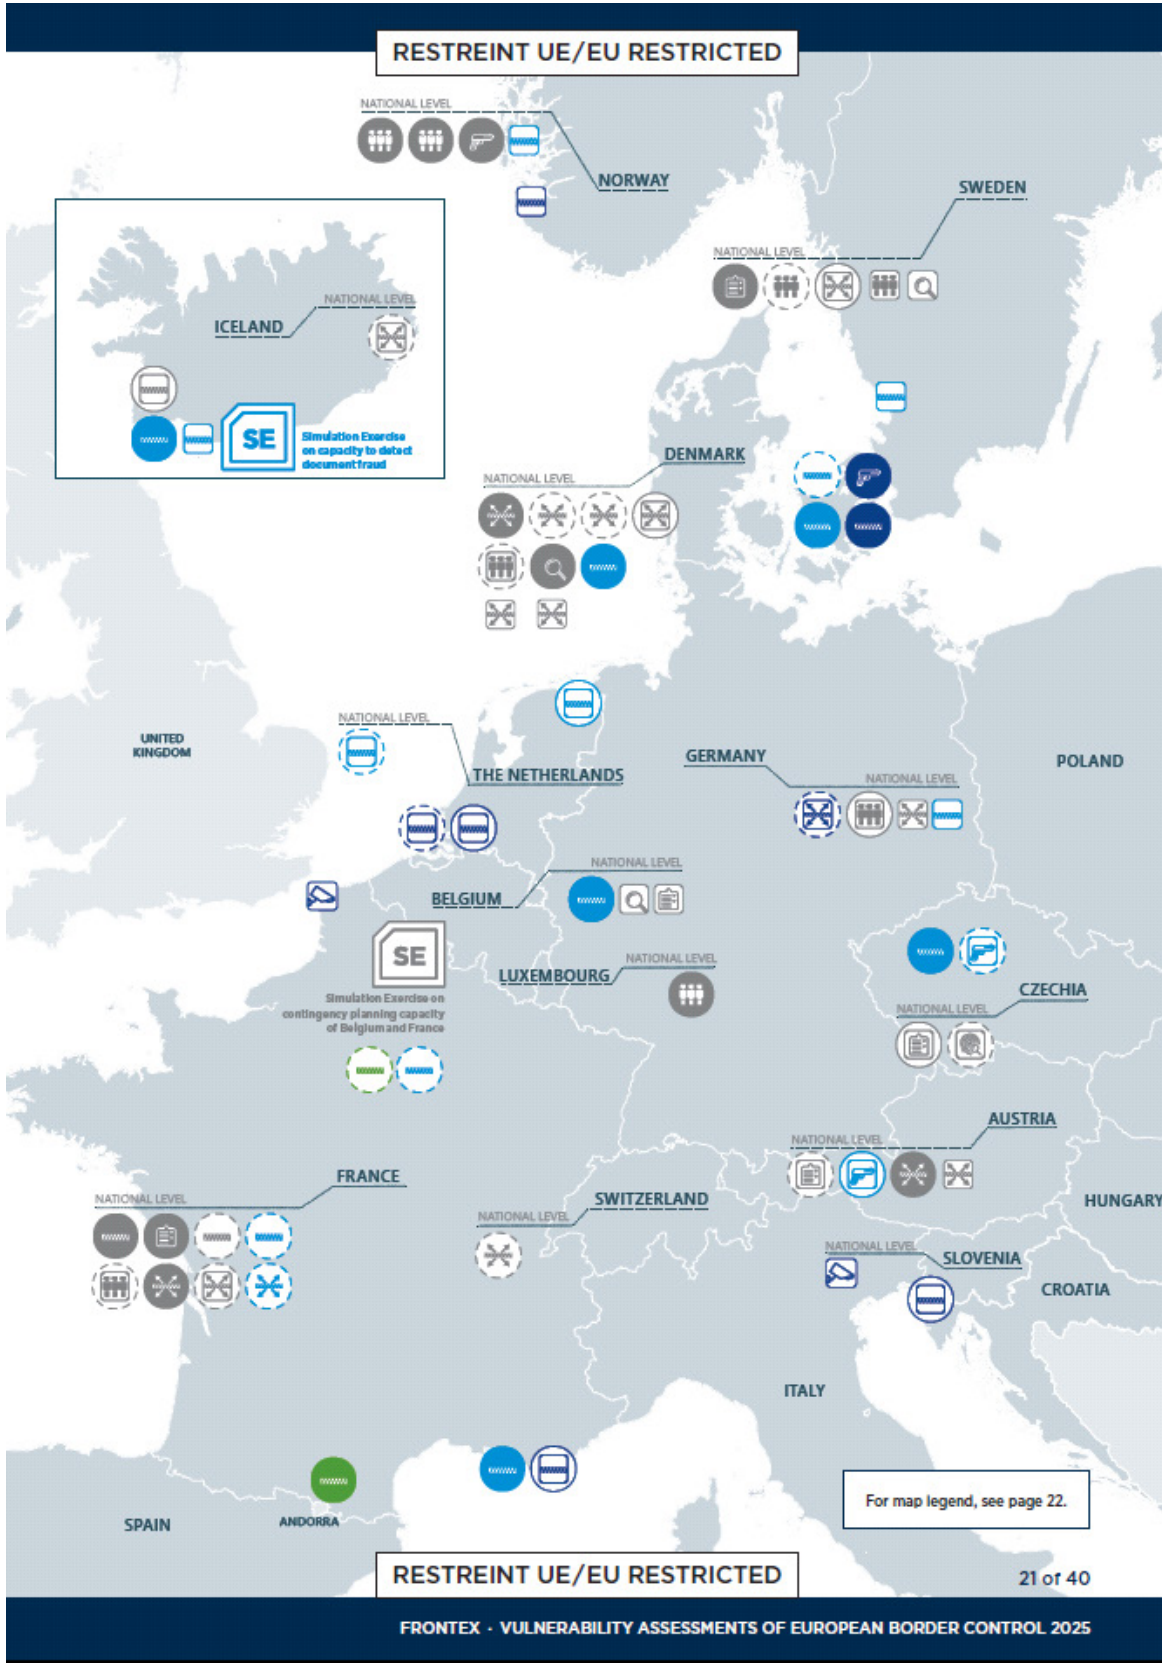 RESTREINT UE/EU RESTRICTED
NATIONAL LEVEL
NORWAY
SWEDEN
NATIONAL LEVEL
NATIONAL LEVEL
ICELAND
SE
Simulation Exercise
on capacity to detect
document fraud
DENMARK
NATIONAL LEVEL
NATIONAL LEVEL
UNITED
KINGDOM
THE NETHERLANDS
GERMANY
NATIONAL LEVEL
POLAND
NATIONAL LEVEL
BELGIUM
SE
NATIONAL LEVEL
LUXEMBOURG
Simulation Exercise on
contingency planning capacity
of Belgium and France
CZECHIA
NATIONAL LEVEL
AUSTRIA
NATIONAL LEVEL
FRANCE
NATIONAL LEVEL
SWITZERLAND
NATIONAL LEVEL
HUNGARY
NATIONAL LEVEL
SLOVENIA
CROATIA
ITALY
For map legend, see page 22.
SPAIN
ANDORRA
RESTREINT UE/EU RESTRICTED
21 of 40
FRONTEX · VULNERABILITY ASSESSMENTS OF EUROPEAN BORDER CONTROL 2025